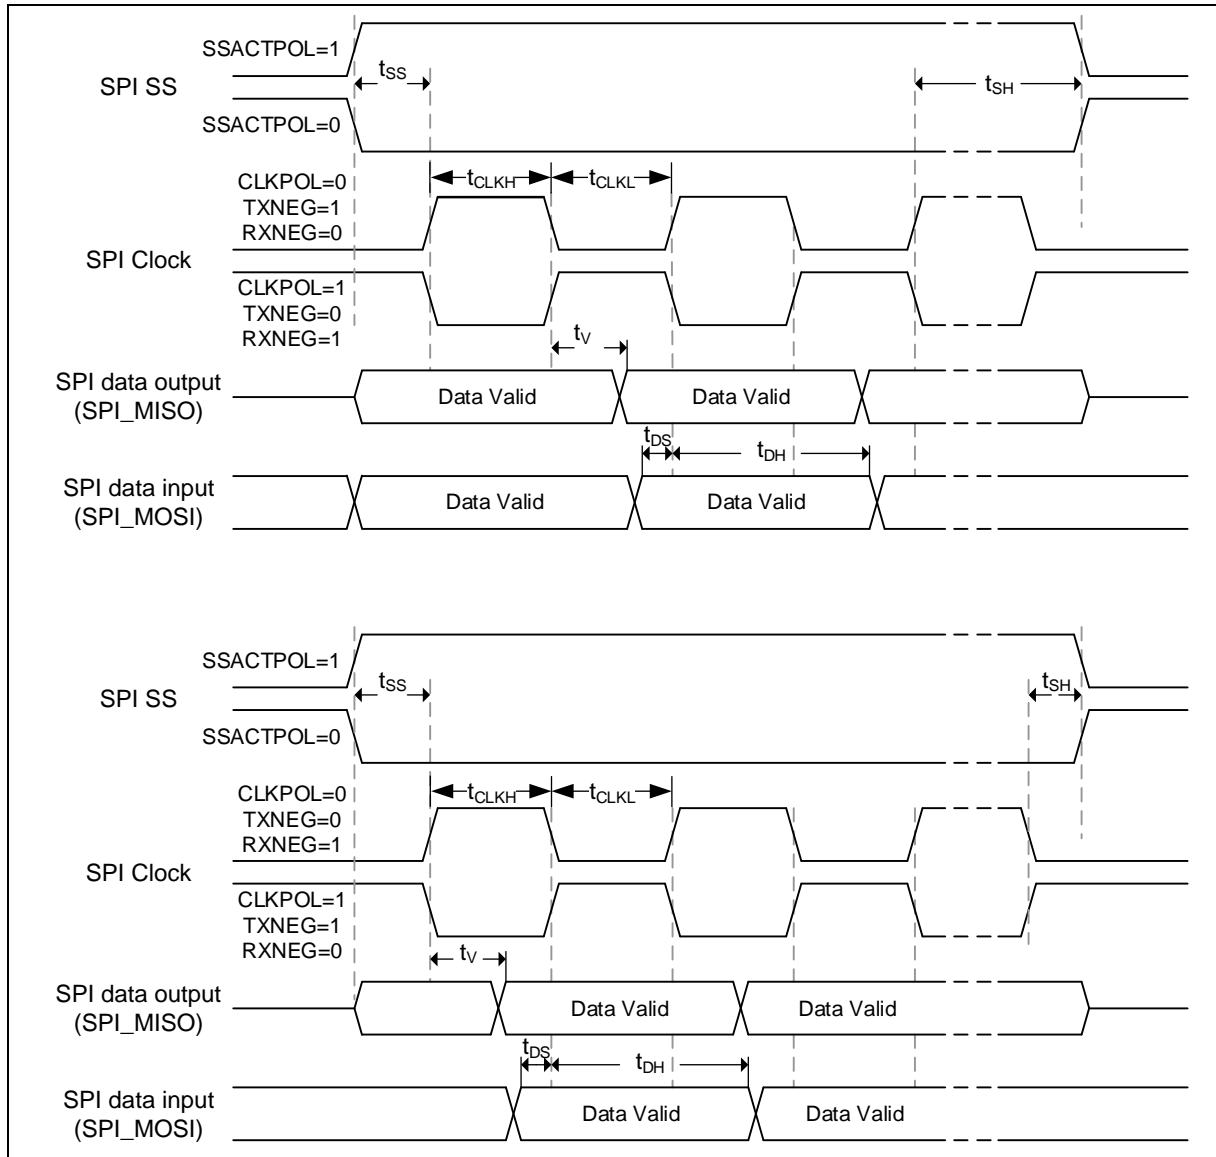 SSACTPOL=1
SPI SS
tSS
tSH
SSACTPOL=0
CLKPOL=0
TXNEG=1
RXNEG=0
tCLKH
tCLKL
SPI Clock
CLKPOL=1
TXNEG=0
RXNEG=1
tV
SPI data output
(SPI_MISO)
Data Valid
Data Valid
tDS
tDH
SPI data input
(SPI_MOSI)
Data Valid
Data Valid
SSACTPOL=1
SPI SS
tSS
tSH
SSACTPOL=0
CLKPOL=0
TXNEG=0
RXNEG=1
tCLKH
tCLKL
SPI Clock
CLKPOL=1
TXNEG=1
RXNEG=0
tV
SPI data output
(SPI_MISO)
Data Valid
Data Valid
tDS
tDH
SPI data input
(SPI_MOSI)
Data Valid
Data Valid